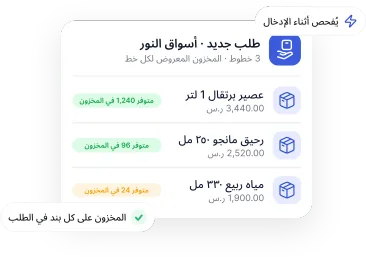 يُفحص أثناء الإدخال
طلب جديد · أسواق النور
3 خطوط · المخزون المعروض لكل خط
عصير برتقال 1 لتر
متوفر 1,240 في المخزون
3,440.00 ر.س
رحيق مانجو ٢٥٠ مل
متوفر 96 في المخزون
2,520.00 ر.س
مياه ربيع ٣٣٠ مل
متوفر 24 في المخزون
1,900.00 ر.س
المخزون على كل بند في الطلب